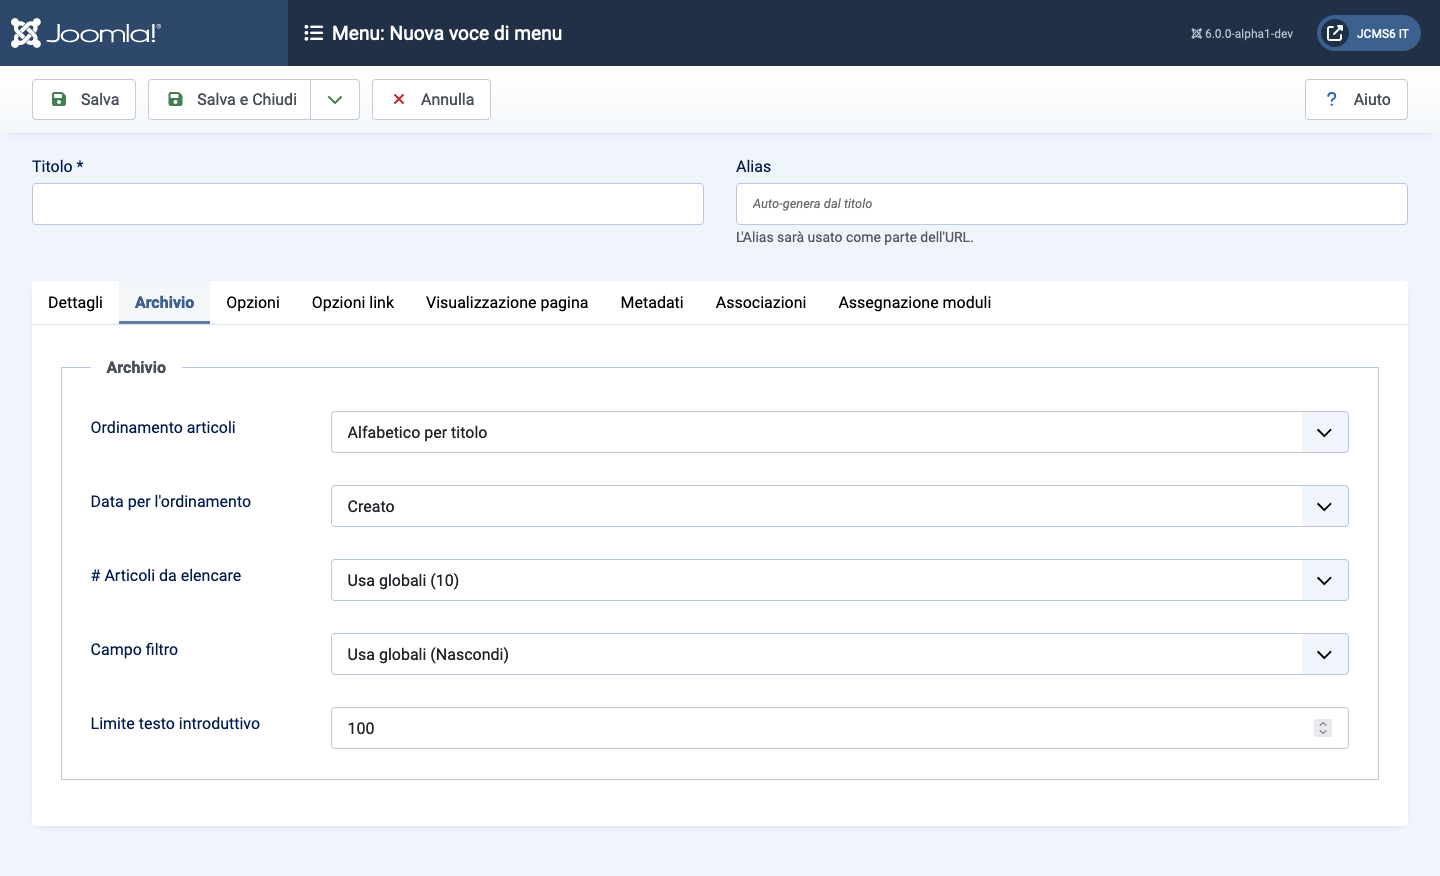 Joomla!®
Menu: Nuova voce di menu
6.0.0-alpha1-dev
JCMS6 IT
Salva
Salva e Chiudi
Annulla
? Aiuto
Titolo *
Alias
Auto-genera dal titolo
L'Alias sarà usato come parte dell'URL.
Dettagli Archivio Opzioni Opzioni link Visualizzazione pagina Metadati Associazioni Assegnazione moduli
Archivio
Ordinamento articoli
Alfabetico per titolo
Data per l'ordinamento
Creato
# Articoli da elencare
Usa globali (10)
Campo filtro
Usa globali (Nascondi)
Limite testo introduttivo
100